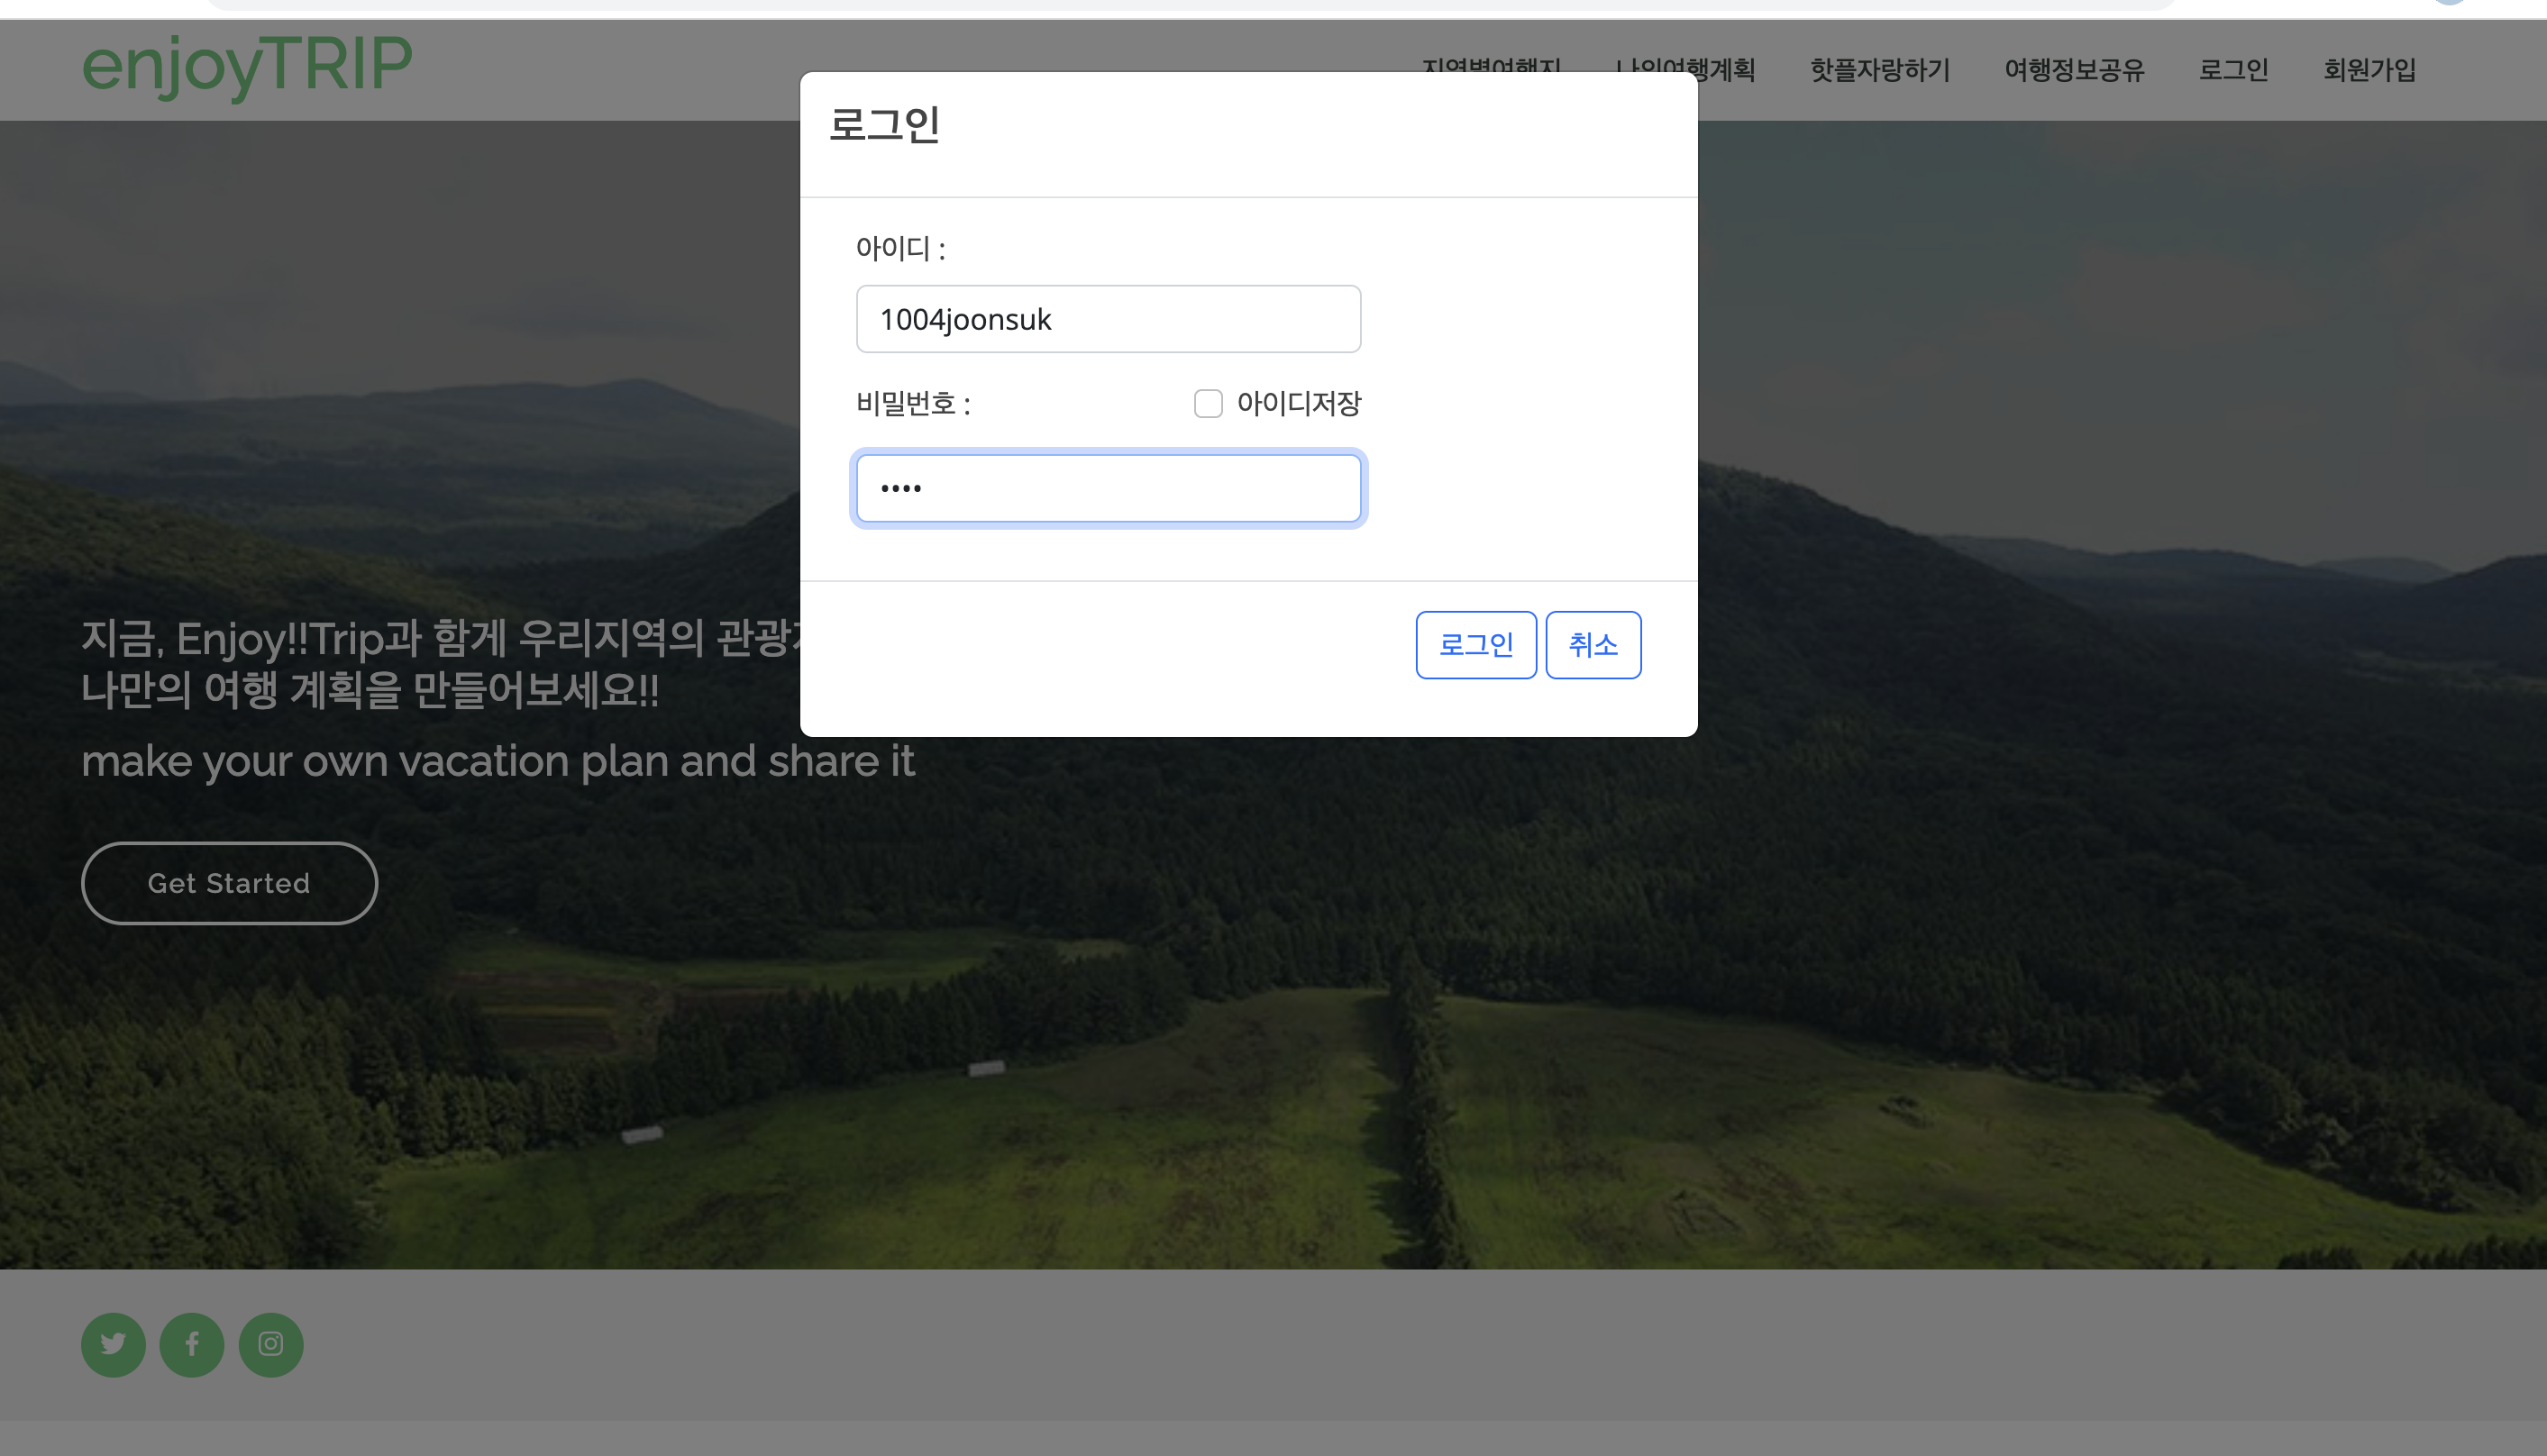 enjoyTRIP
지역별여행지 나의여행계획 핫플자랑하기 여행정보공유 로그인 회원가입
로그인
아이디 :
1004joonsuk
비밀번호 : 아이디저장
••••
로그인 취소
지금, Enjoy!!Trip과 함께 우리지역의
나만의 여행 계획을 만들어보세요!!
make your own vacation plan and share it
Get Started